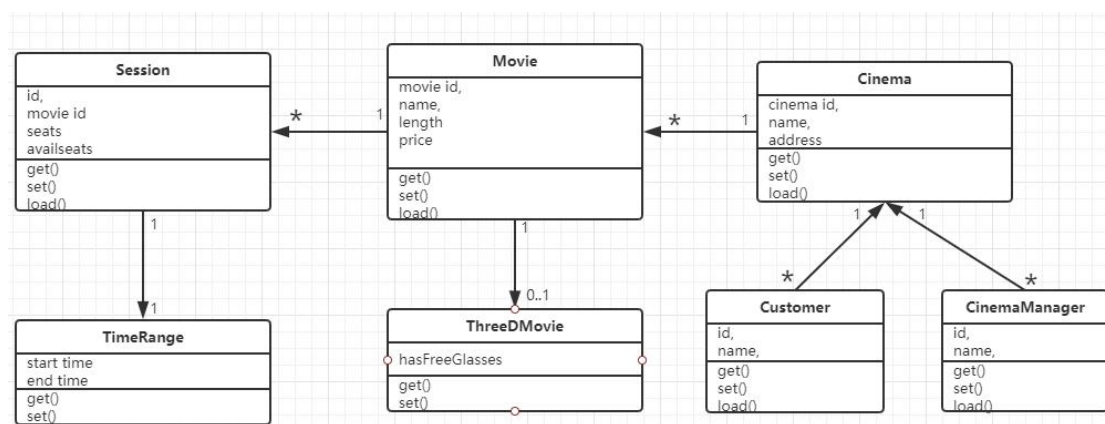 Session
id,
movie id
seats
availseats
get()
set()
load()
*
1
Movie
movie id,
name,
length
price
get()
set()
load()
*
1
Cinema
cinema id,
name,
address
get()
set()
load()
1
1
1
0..1
1
1
*
*
TimeRange
start time
end time
get()
set()
ThreeDMovie
hasFreeGlasses
get()
set()
Customer
id,
name,
get()
set()
load()
CinemaManager
id,
name,
get()
set()
load()